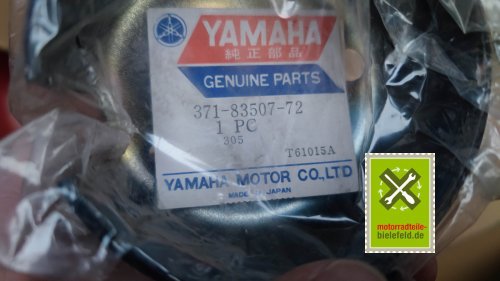 YAMAHA
純正部品
GENUINE PARTS
371-83507-72
1 PC
305
T61015A
YAMAHA MOTOR CO.,LTD
MADE IN JAPAN
motorradteile-
bielefeld.de